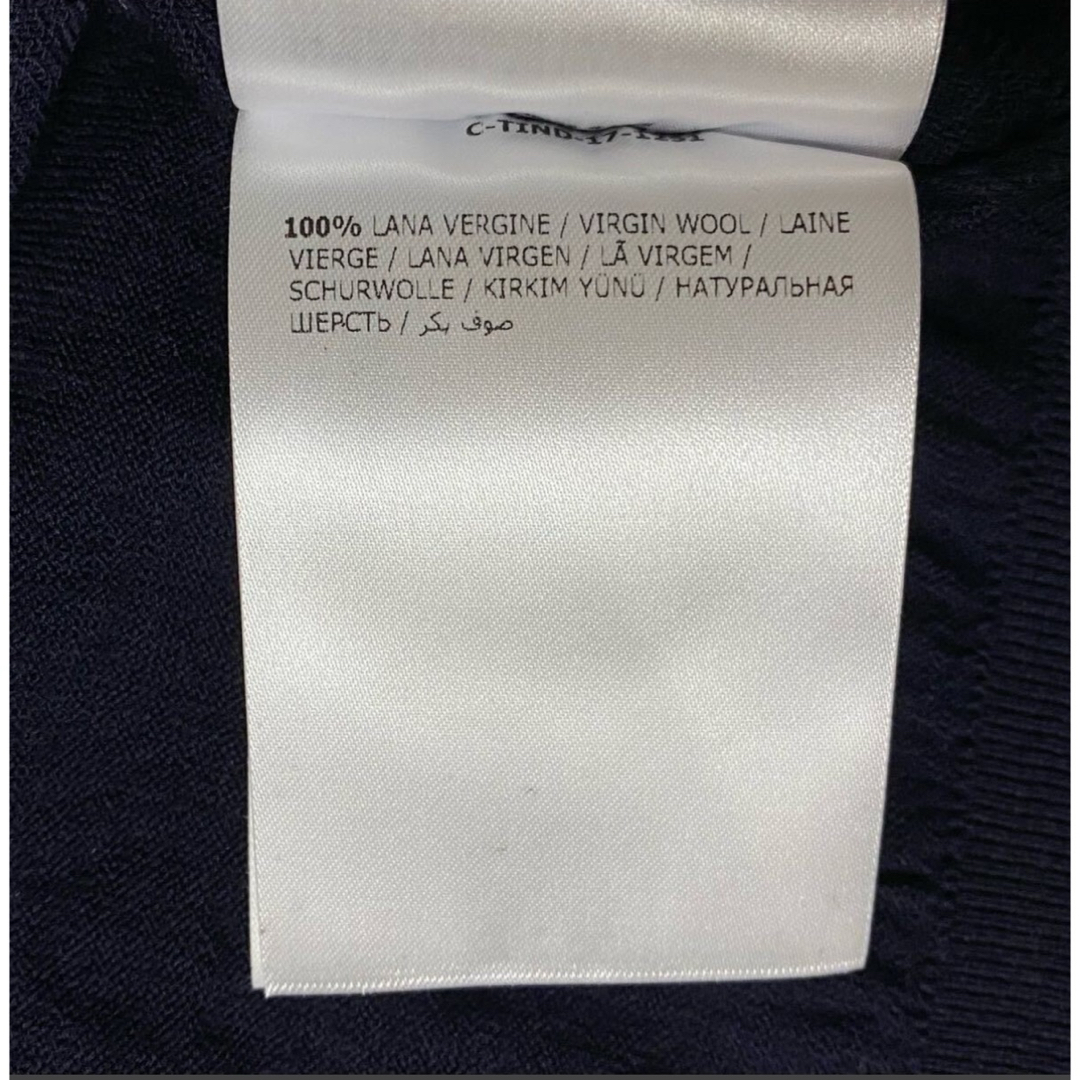 100% LANA VERGINE / VIRGIN WOOL / LAINE
VIERGE / LANA VIRGEN / LÃ VIRGEM /
SCHURWOLLE / KIRKIM YÜNÜ / НАТУРАЛЬНАЯ
ШЕРСТЬ / صوف بكر